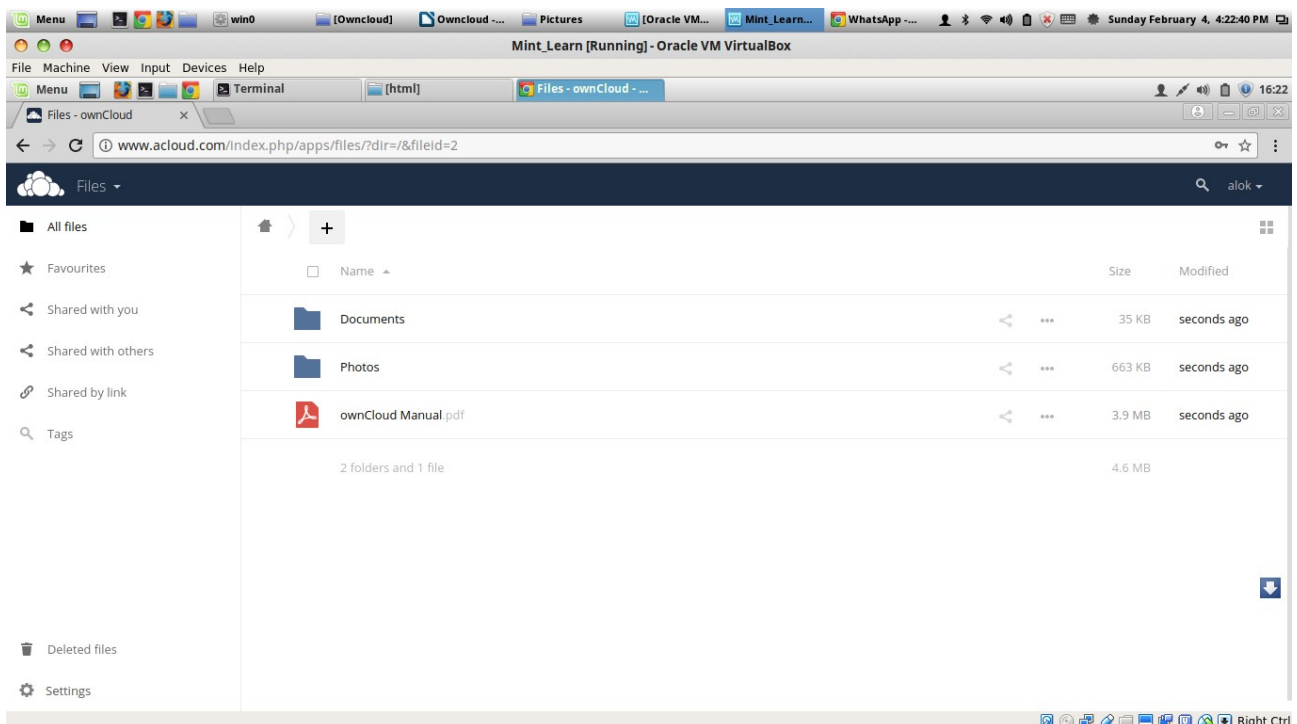 Menu win0 [Owncloud] Owncloud -... Pictures [Oracle VM... Mint_Learn... WhatsApp -... Sunday February 4, 4:22:40 PM
Mint_Learn [Running] - Oracle VM VirtualBox
File Machine View Input Devices Help
Menu Terminal [html] Files - ownCloud - ... 16:22
Files - ownCloud
www.acloud.com/index.php/apps/files/?dir=/&fileid=2
Files alok
All files
Favourites
Shared with you
Shared with others
Shared by link
Tags
Deleted files
Settings
Name Size Modified
Documents 35 KB seconds ago
Photos 663 KB seconds ago
ownCloud Manual.pdf 3.9 MB seconds ago
2 folders and 1 file 4.6 MB
Right Ctrl